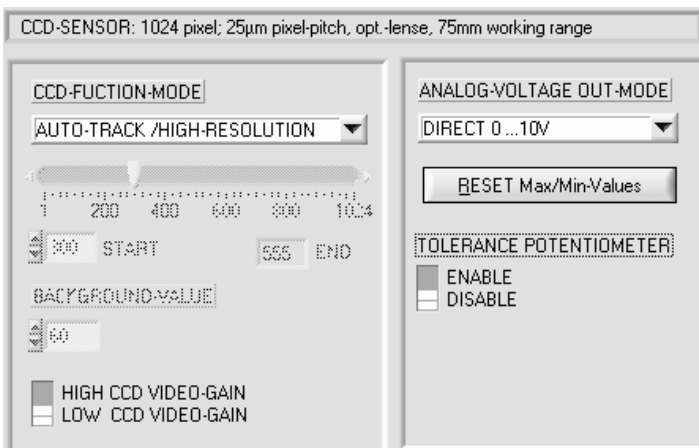 CCD-SENSOR: 1024 pixel; 25µm pixel-pitch, opt.-lense, 75mm working range
CCD-FUCTION-MODE
AUTO-TRACK /HIGH-RESOLUTION
1 200 400 600 800 1024
300 START 555 END
BACKGROUND-VALUE
60
HIGH CCD VIDEO-GAIN
LOW CCD VIDEO-GAIN
ANALOG-VOLTAGE OUT-MODE
DIRECT 0 ...10V
RESET Max/Min-Values
TOLERANCE POTENTIOMETER
ENABLE
DISABLE